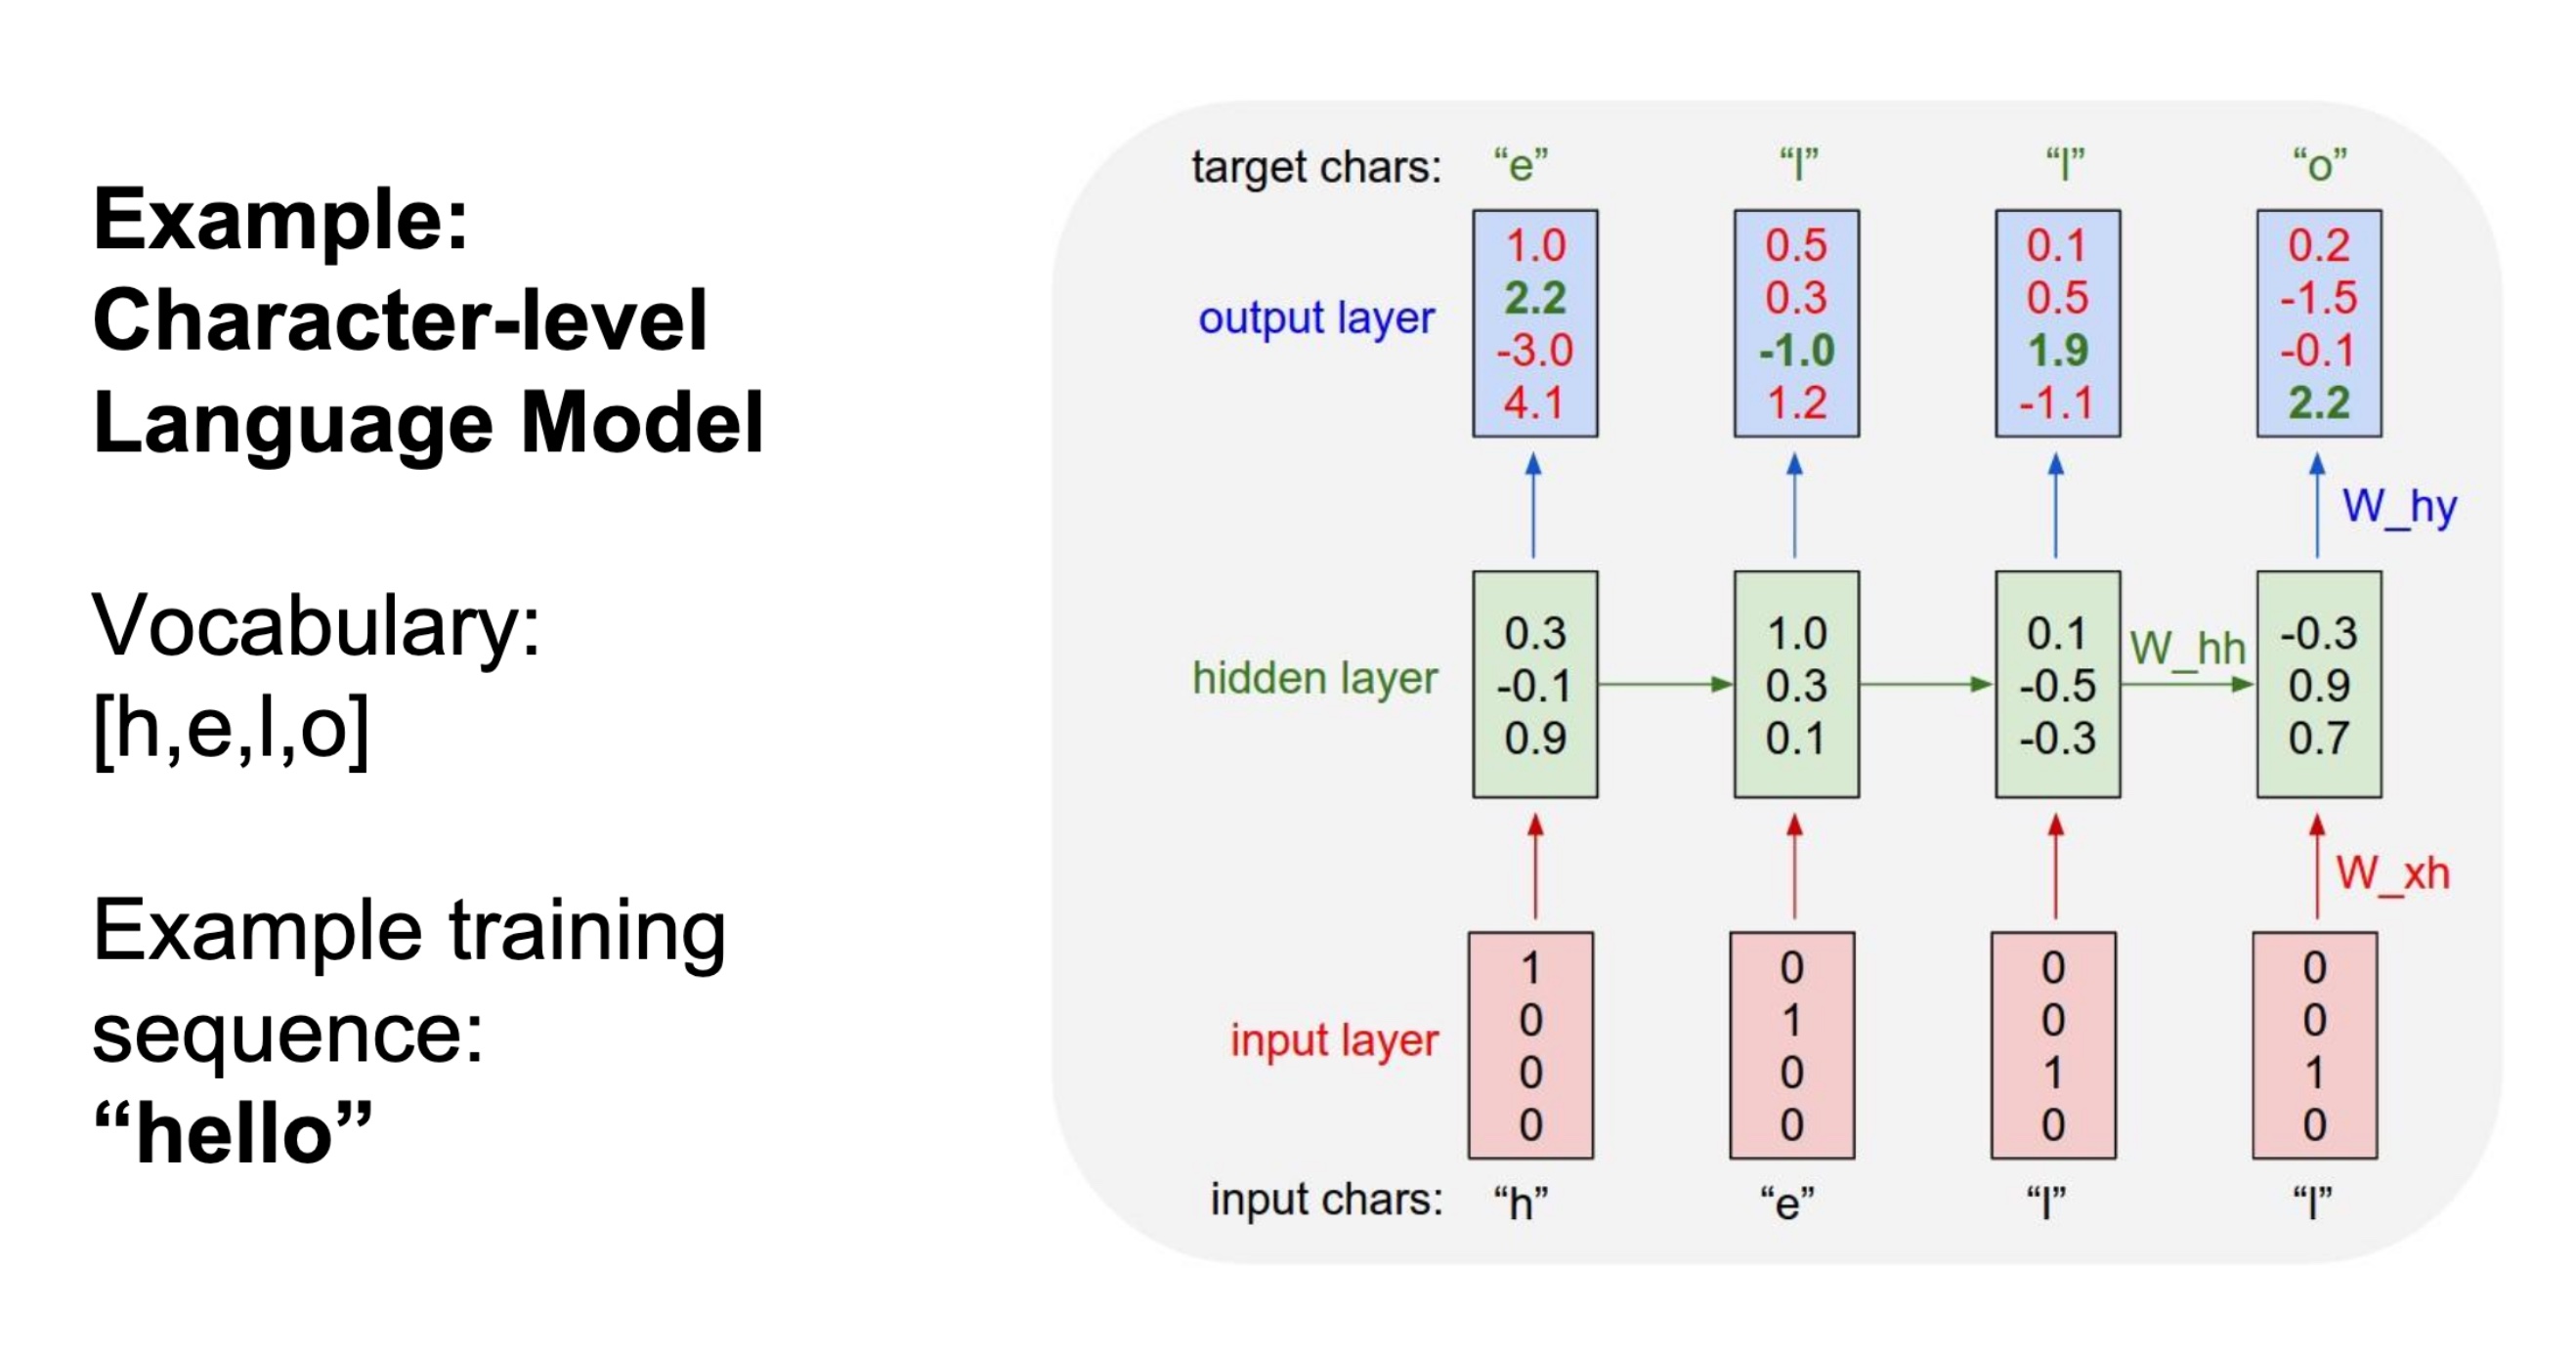 Example:
Character-level
Language Model
Vocabulary:
[h,e,l,o]
Example training
sequence:
“hello”
target chars: “e” “l” “l” “o”
1.0 0.5 0.1 0.2
2.2 0.3 0.5 -1.5
output layer
-3.0 -1.0 1.9 -0.1
4.1 1.2 -1.1 2.2
W_hy
0.3 1.0 0.1 -0.3
W_hh
hidden layer
-0.1 0.3 -0.5 0.9
0.9 0.1 -0.3 0.7
W_xh
1 0 0 0
0 1 0 0
input layer
0 0 1 1
0 0 0 0
input chars: “h” “e” “l” “l”